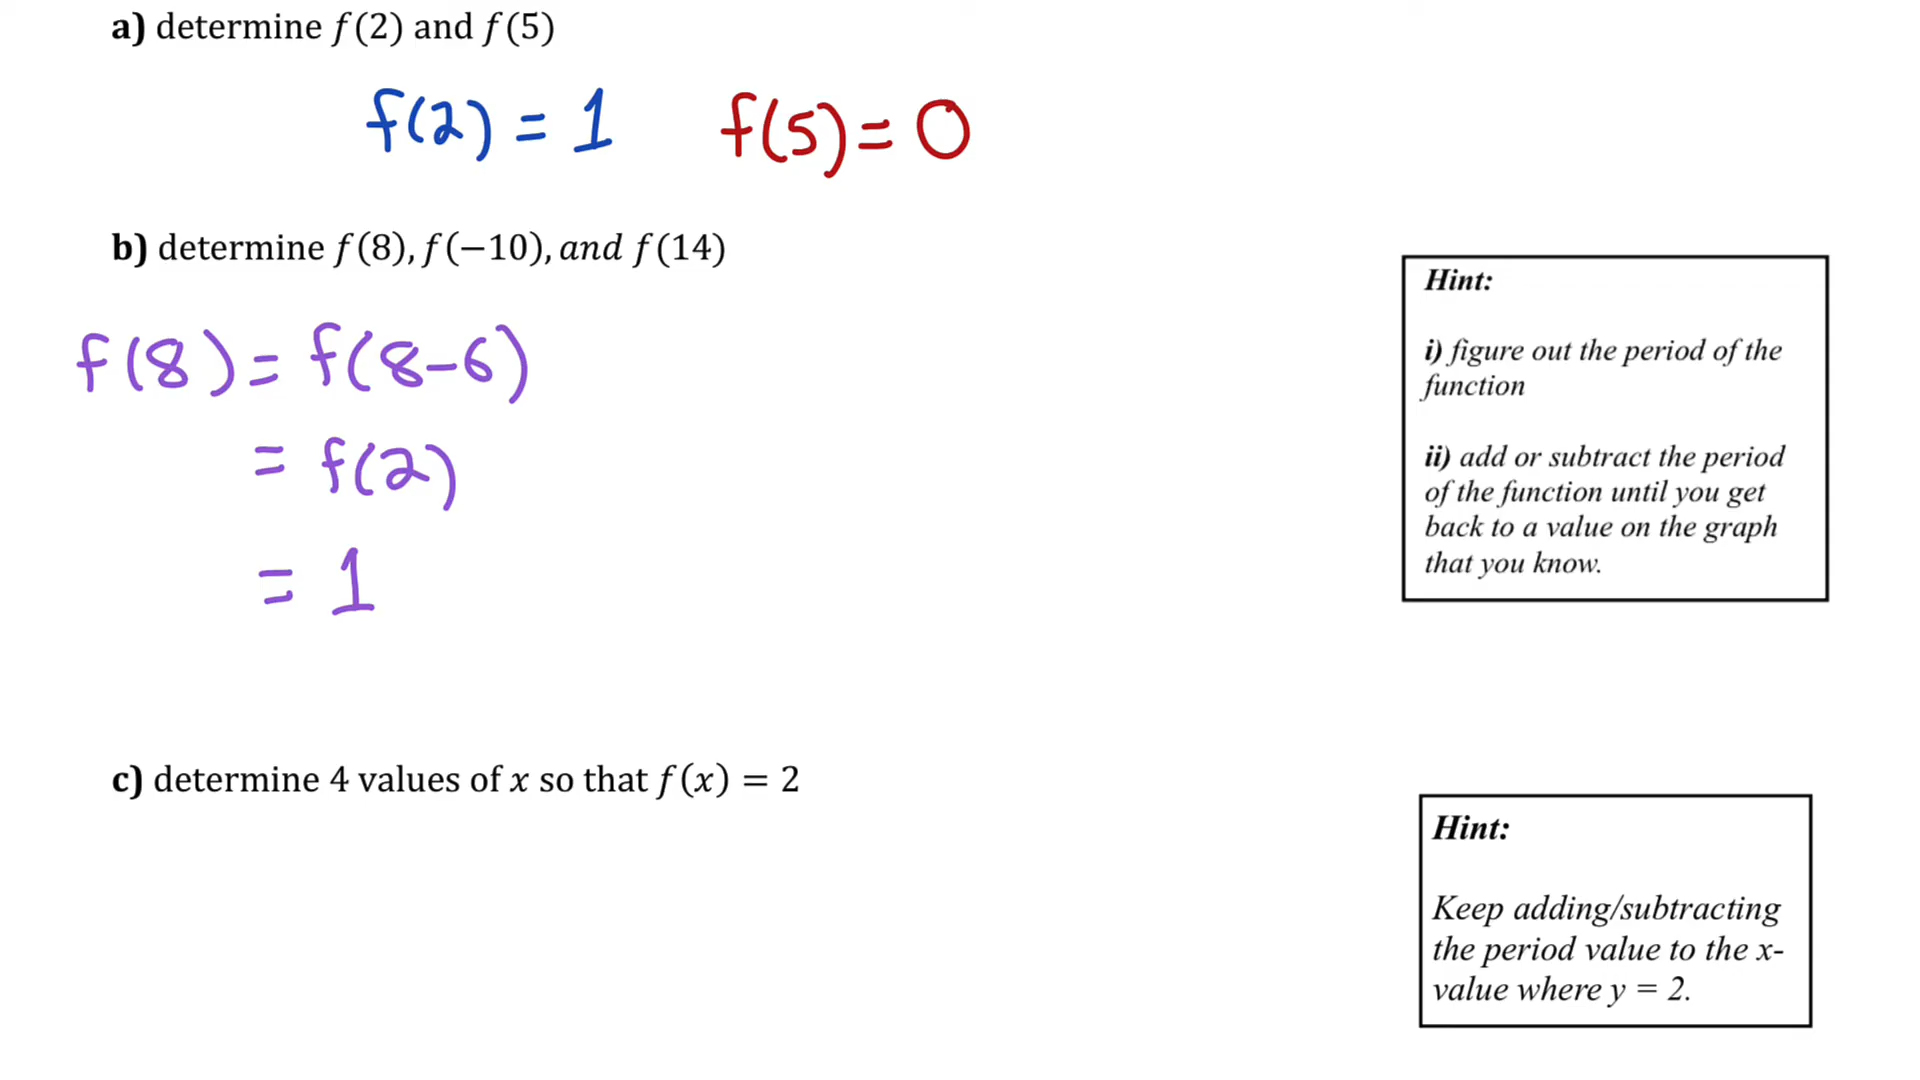 a) determine f(2) and f(5)
f(2) = 1 f(5) = 0
b) determine f(8), f(−10), and f(14)
f(8) = f(8-6)
= f(2)
= 1
Hint:
i) figure out the period of the
function
ii) add or subtract the period
of the function until you get
back to a value on the graph
that you know.
c) determine 4 values of x so that f(x) = 2
Hint:
Keep adding/subtracting
the period value to the x-
value where y = 2.